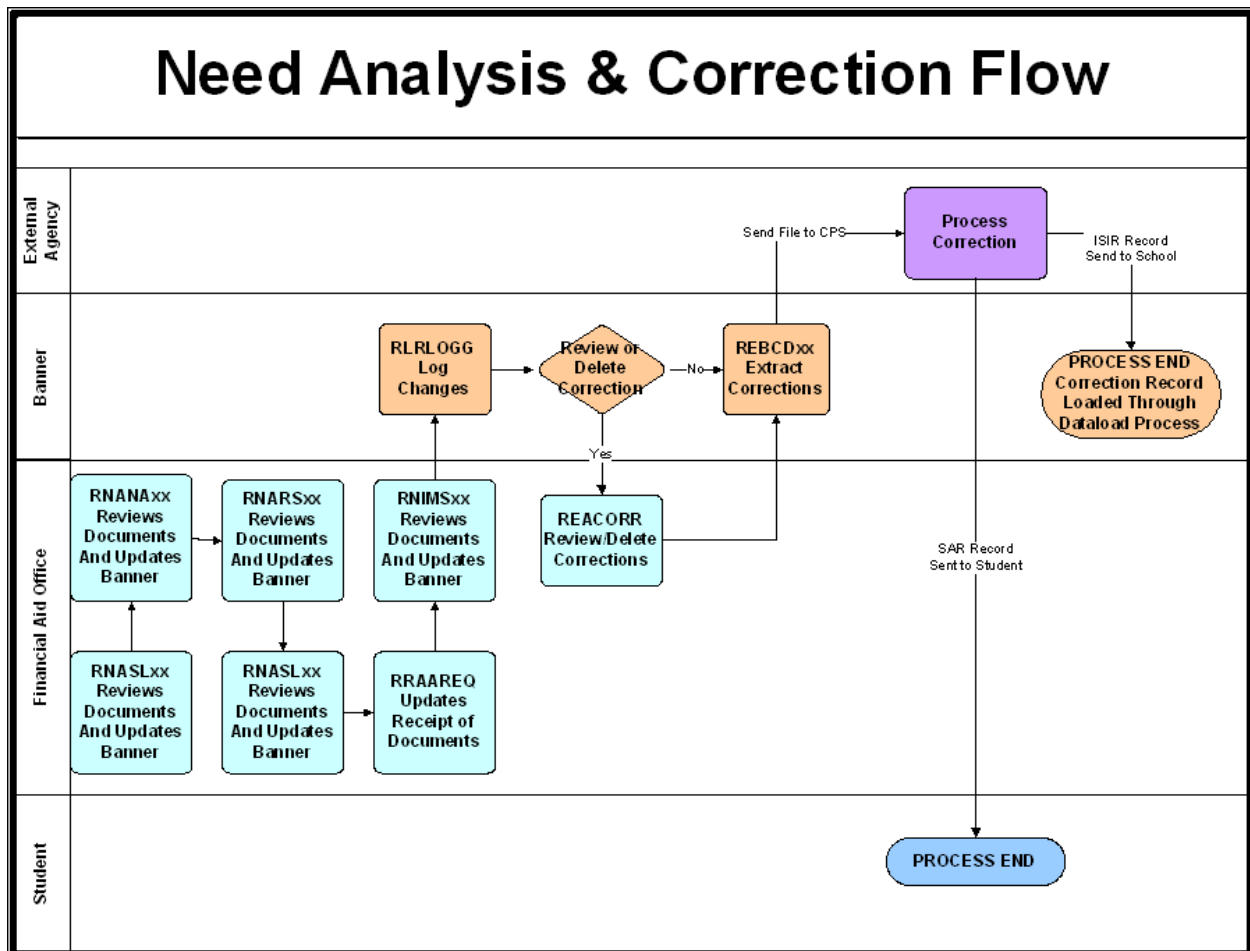 Need Analysis & Correction Flow
External
Agency
Process
Correction
Send File to CPS
ISIR Record
Send to School
Banner
RLRLOGG
Log
Changes
Review or
Delete
Correction
No
REBCDxx
Extract
Corrections
PROCESS END
Correction Record
Loaded Through
Dataload Process
Yes
Financial Aid Office
RNANAxx
Reviews
Documents
And Updates
Banner
RNARSxx
Reviews
Documents
And Updates
Banner
RNIMSxx
Reviews
Documents
And Updates
Banner
REACORR
Review/Delete
Corrections
SAR Record
Sent to Student
RNASLxx
Reviews
Documents
And Updates
Banner
RNASLxx
Reviews
Documents
And Updates
Banner
RRAAREQ
Updates
Receipt of
Documents
Student
PROCESS END